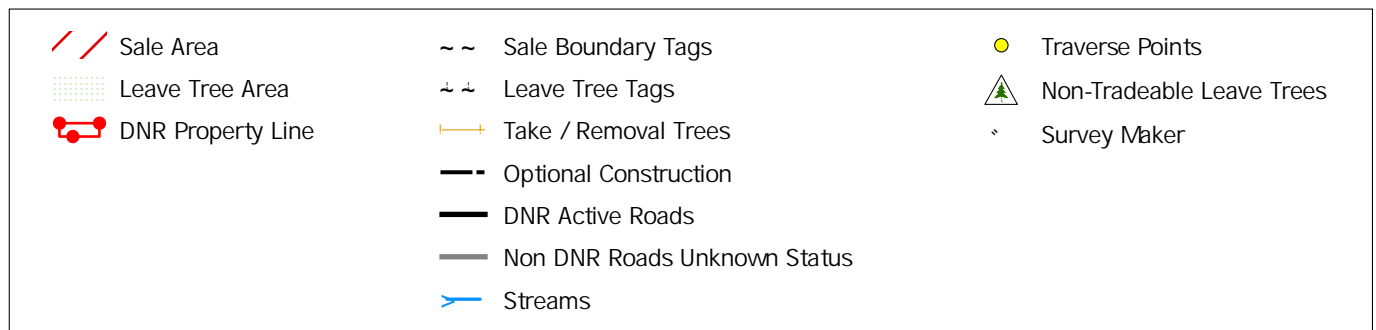 Sale Area
Leave Tree Area
DNR Property Line
Sale Boundary Tags
Leave Tree Tags
Take / Removal Trees
Optional Construction
DNR Active Roads
Non DNR Roads Unknown Status
Streams
Traverse Points
Non-Tradeable Leave Trees
Survey Maker